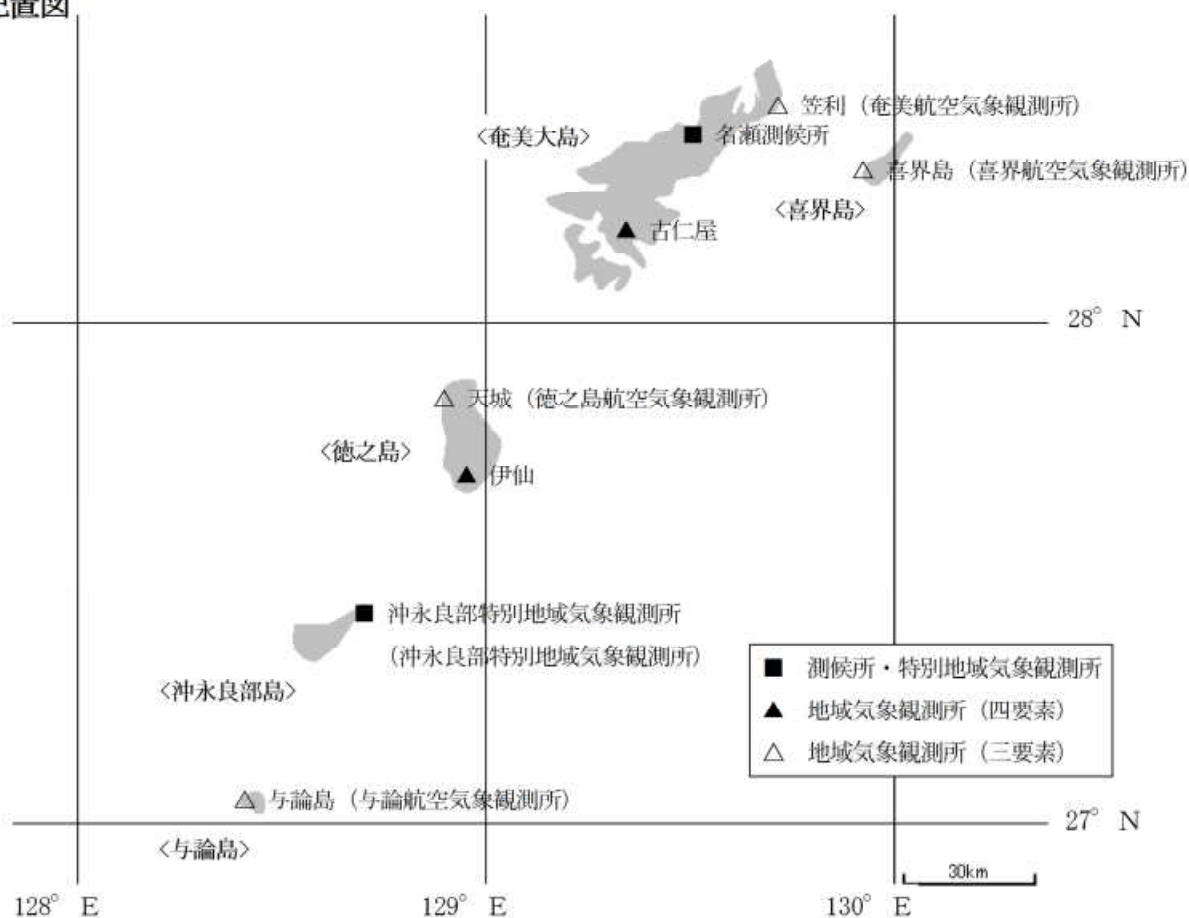 配置図
笠利（奄美航空気象観測所）
〈奄美大島〉
名瀬測候所
喜界島（喜界航空気象観測所）
〈喜界島〉
古仁屋
28° N
天城（徳之島航空気象観測所）
〈徳之島〉
伊仙
沖永良部特別地域気象観測所
（沖永良部特別地域気象観測所）
〈沖永良部島〉
測候所・特別地域気象観測所
地域気象観測所（四要素）
地域気象観測所（三要素）
与論島（与論航空気象観測所）
27° N
〈与論島〉
30km
128° E
129° E
130° E